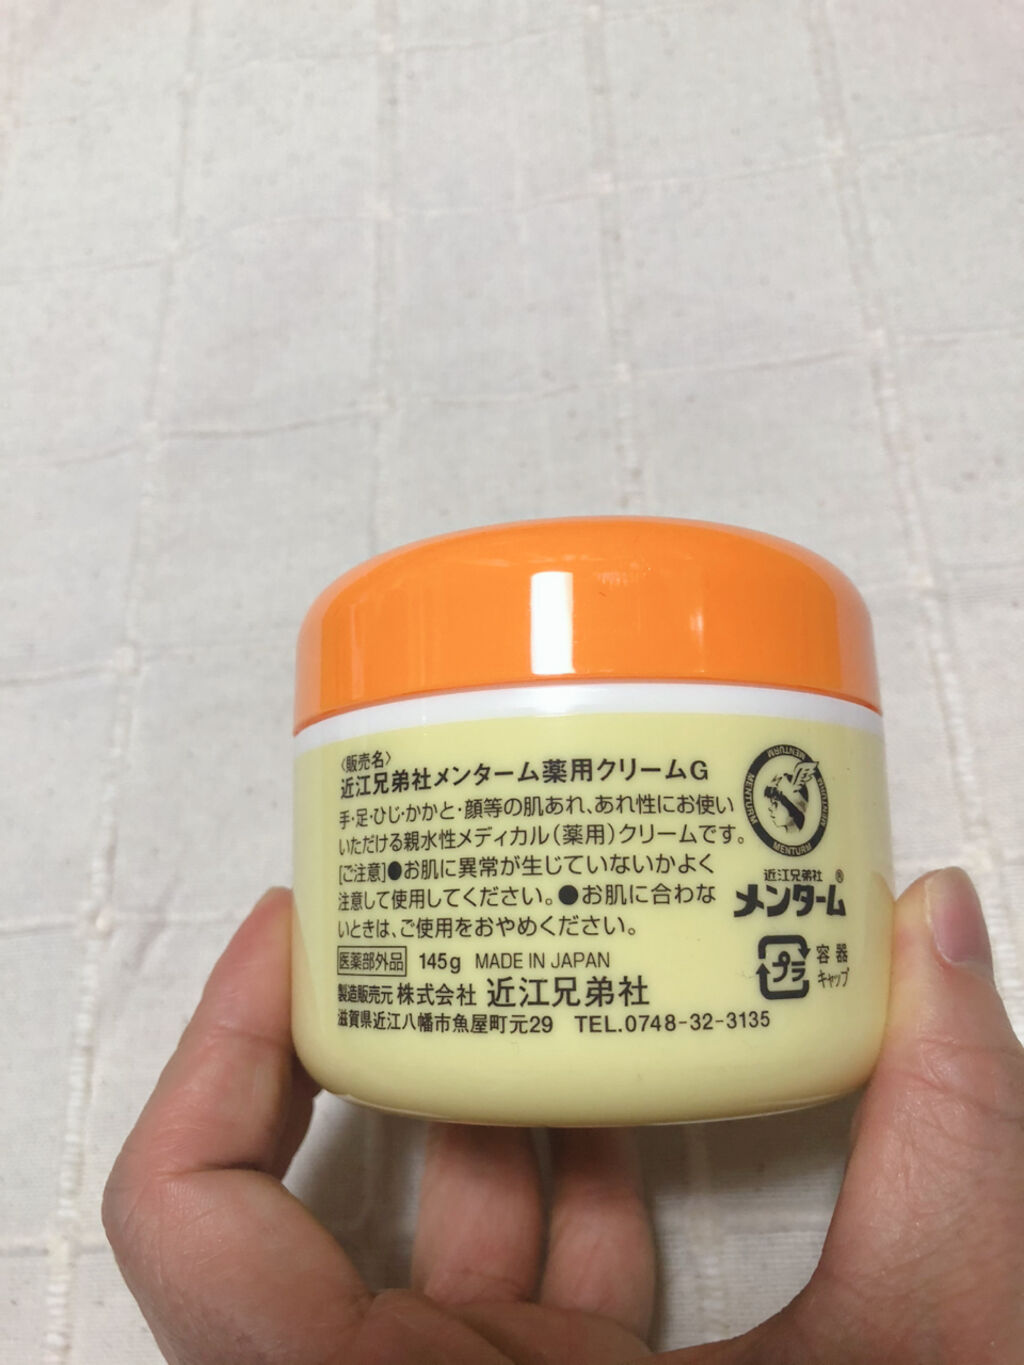 〈販売名〉
近江兄弟社メンターム薬用クリームG
手・足・ひじ・かかと・顔等の肌あれ、あれ性にお使い
いただける親水性メディカル(薬用)クリームです。
[ご注意]●お肌に異常が生じていないかよく
注意して使用してください。●お肌に合わな
いときは、ご使用をおやめください。
医薬部外品 145g MADE IN JAPAN
製造販売元 株式会社 近江兄弟社
滋賀県近江八幡市魚屋町元29 TEL.0748-32-3135
MENTURM
MENTURM
MENTURM
MENTURM
近江兄弟社
メンターム®
プラ
容器
キャップ